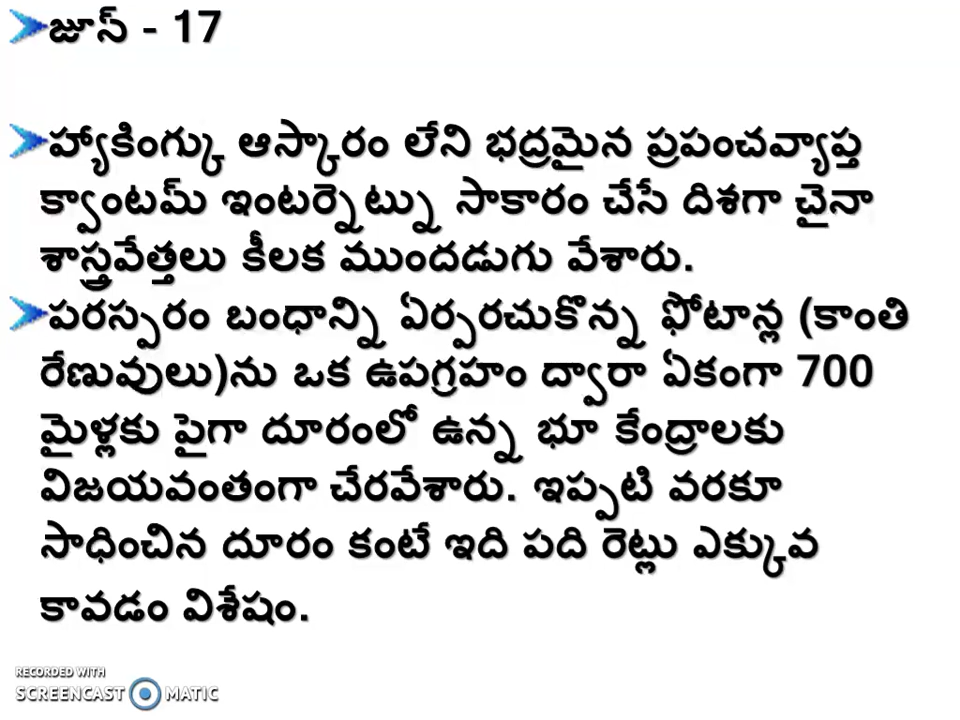 జూన్ - 17
హ్యాకింగ్కు ఆస్కారం లేని భద్రమైన ప్రపంచవ్యాప్త
క్వాంటమ్ ఇంటర్నెట్ను సాకారం చేసే దిశగా చైనా
శాస్త్రవేత్తలు కీలక ముందడుగు వేశారు.
పరస్పరం బంధాన్ని ఏర్పరచుకొన్న ఫోటాన్ల (కాంతి
రేణువులు)ను ఒక ఉపగ్రహం ద్వారా ఏకంగా 700
మైళ్లకు పైగా దూరంలో ఉన్న భూ కేంద్రాలకు
విజయవంతంగా చేరవేశారు. ఇప్పటి వరకూ
సాధించిన దూరం కంటే ఇది పది రెట్లు ఎక్కువ
కావడం విశేషం.
RECORDED WITH
SCREENCAST MATIC